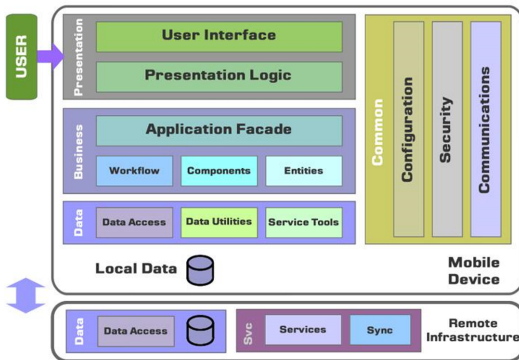 USER
Presentation
User Interface
Presentation Logic
Business
Application Facade
Workflow
Components
Entities
Data
Data Access
Data Utilities
Service Tools
Common
Configuration
Security
Communications
Local Data
Mobile
Device
Data
Data Access
Svc
Services
Sync
Remote
Infrastructure